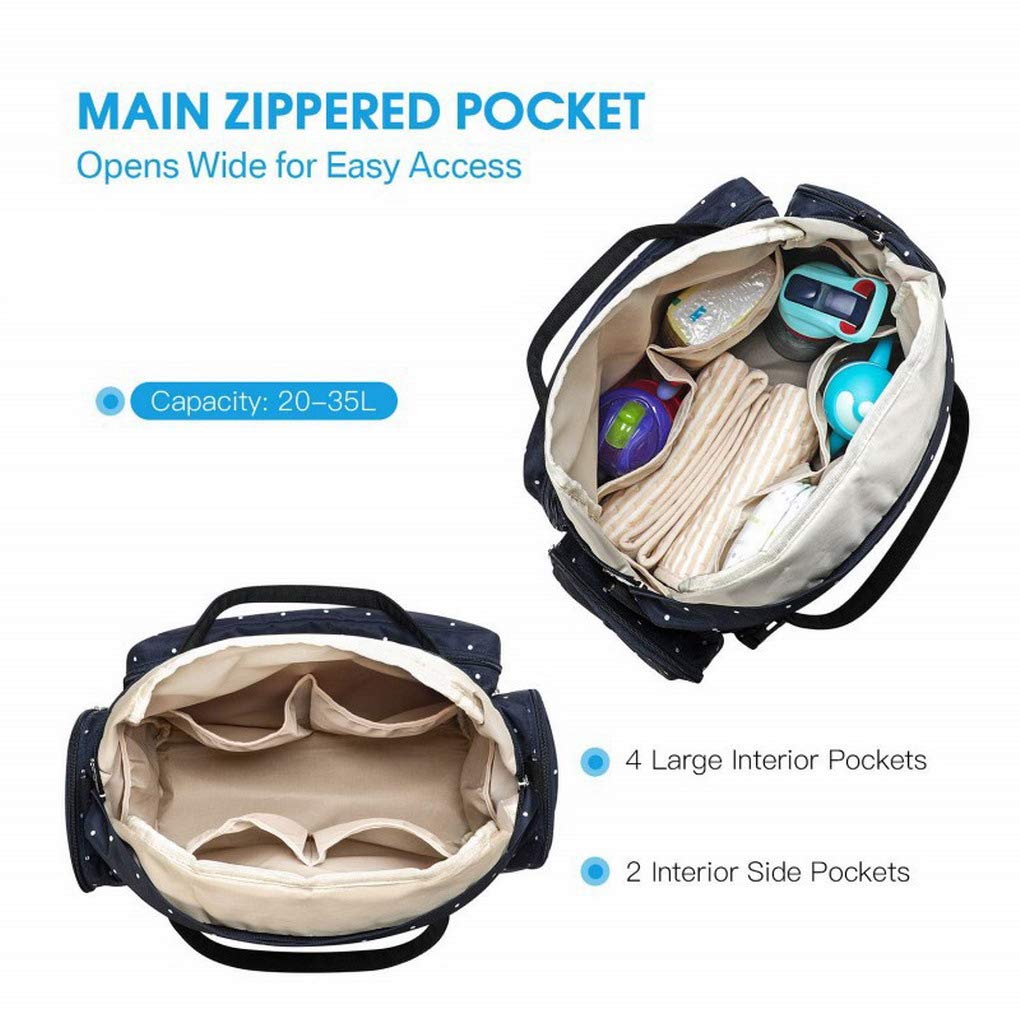 MAIN ZIPPERED POCKET
Opens Wide for Easy Access
Capacity: 20–35L
4 Large Interior Pockets
2 Interior Side Pockets